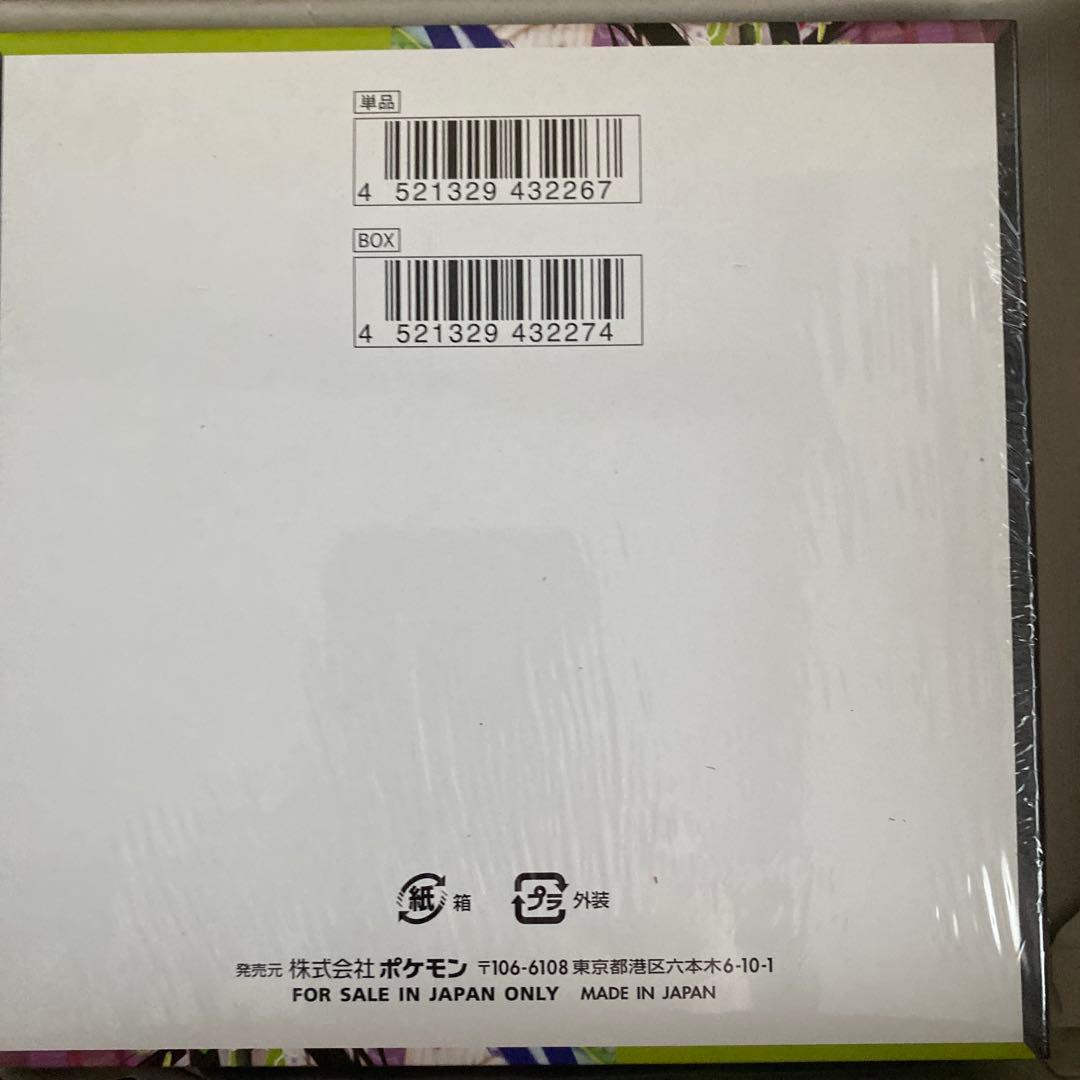 単品
4 521329 432267
BOX
4 521329 432274
紙 箱 プラ 外装
発売元 株式会社 ポケモン 〒106-6108 東京都港区六本木6-10-1
FOR SALE IN JAPAN ONLY MADE IN JAPAN